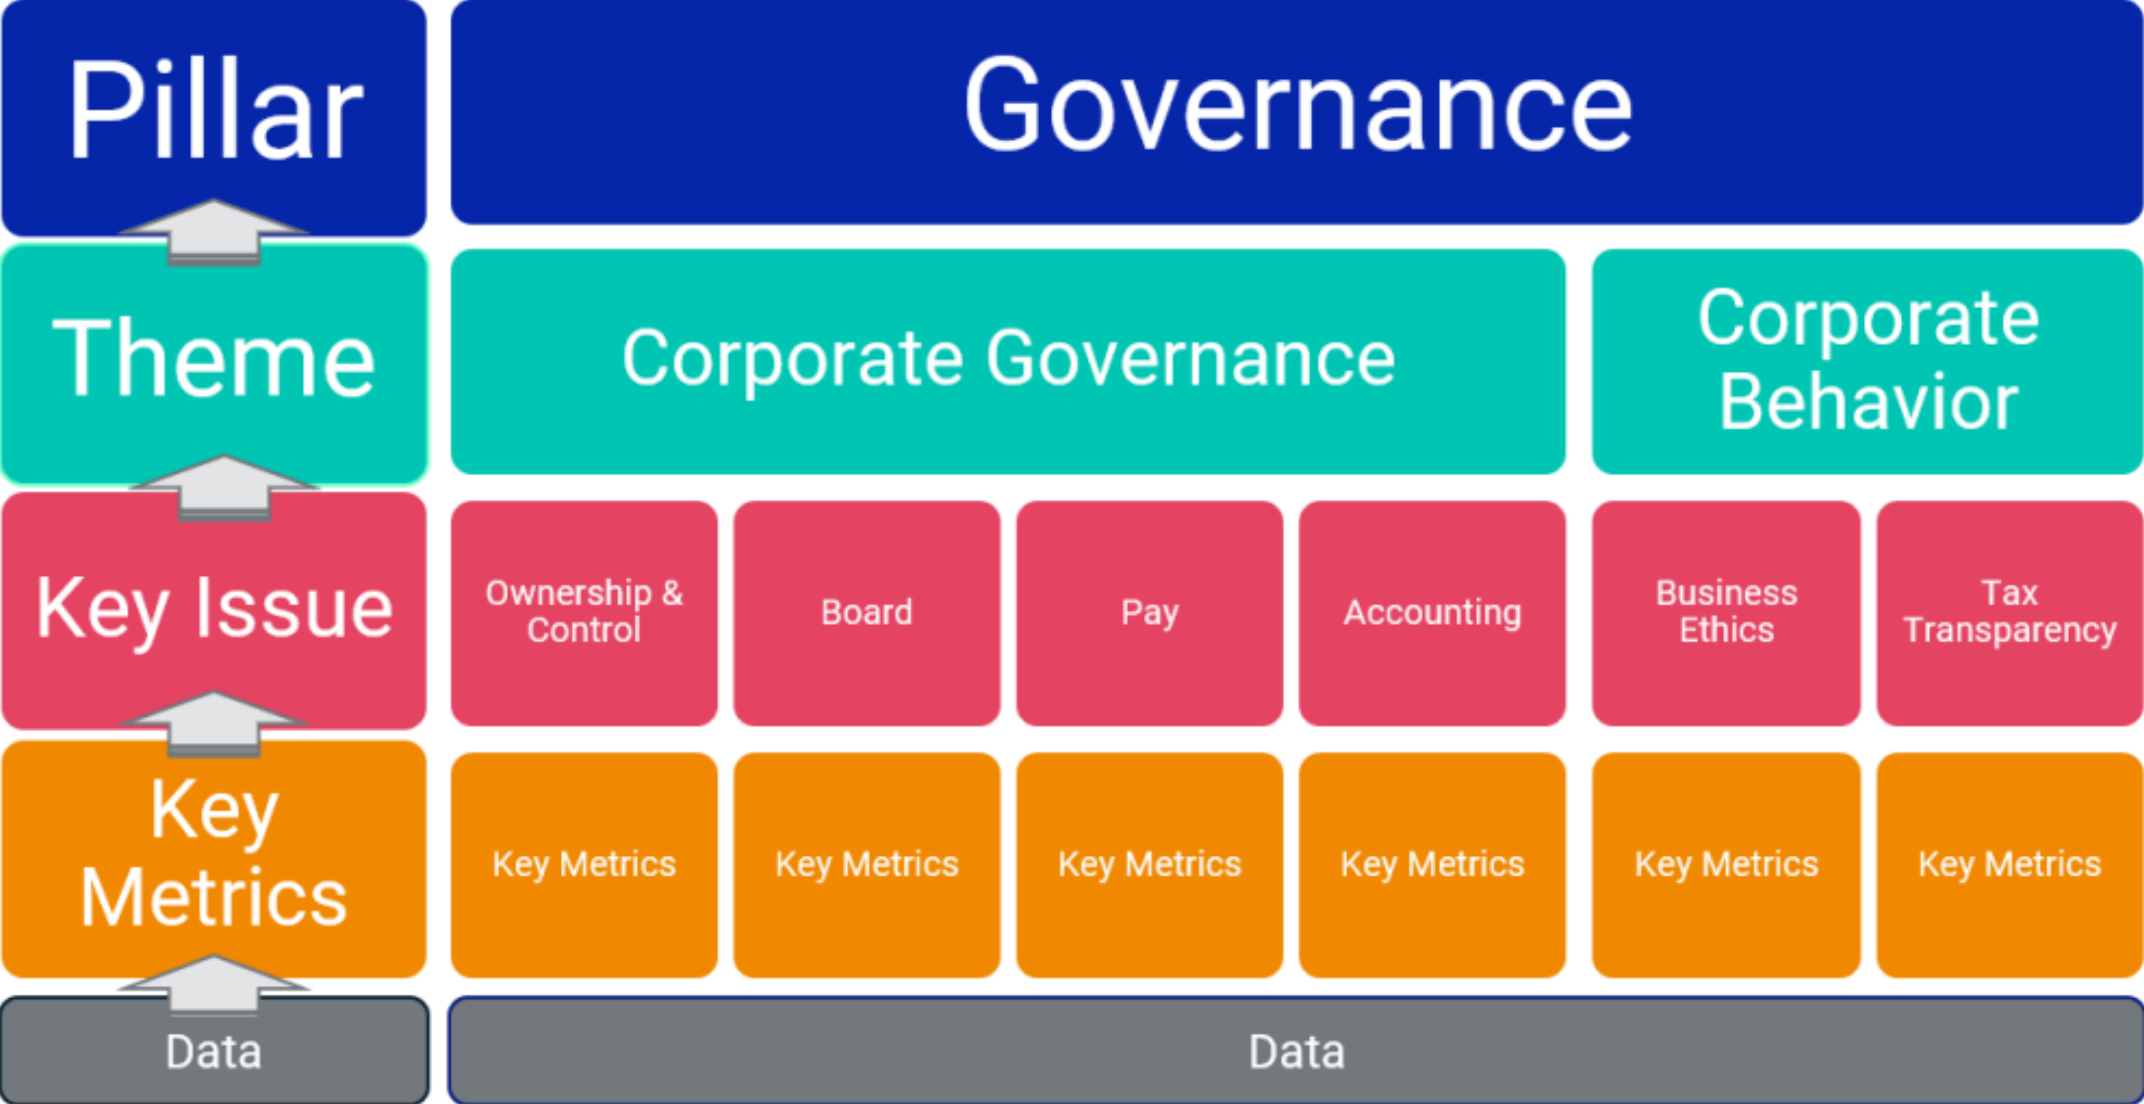 Pillar
Governance
Theme
Corporate Governance
Corporate
Behavior
Key Issue
Ownership &
Control
Board
Pay
Accounting
Business
Ethics
Tax
Transparency
Key
Metrics
Key Metrics
Key Metrics
Key Metrics
Key Metrics
Key Metrics
Key Metrics
Data
Data